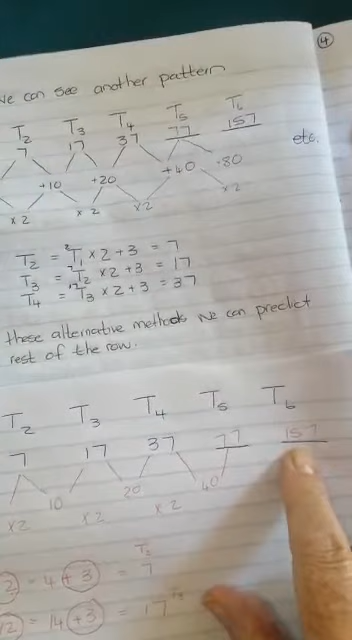 ④
we can see another pattern
T2 T3 T4 T5 T6
7 17 37 77 157
etc.
+10 +20 +40 80
x2 x2 x2 x2
T2 = T1 x 2 + 3 = 7
T3 = T2 x 2 + 3 = 17
T4 = T3 x 2 + 3 = 37
these alternative methods we can predict
rest of the row.
T2 T3 T4 T5 T6
7 17 37 77 157
10 20 40
x2 x2 x2
2 = 4 + 3 = 7
12 = 14 + 3 = 17